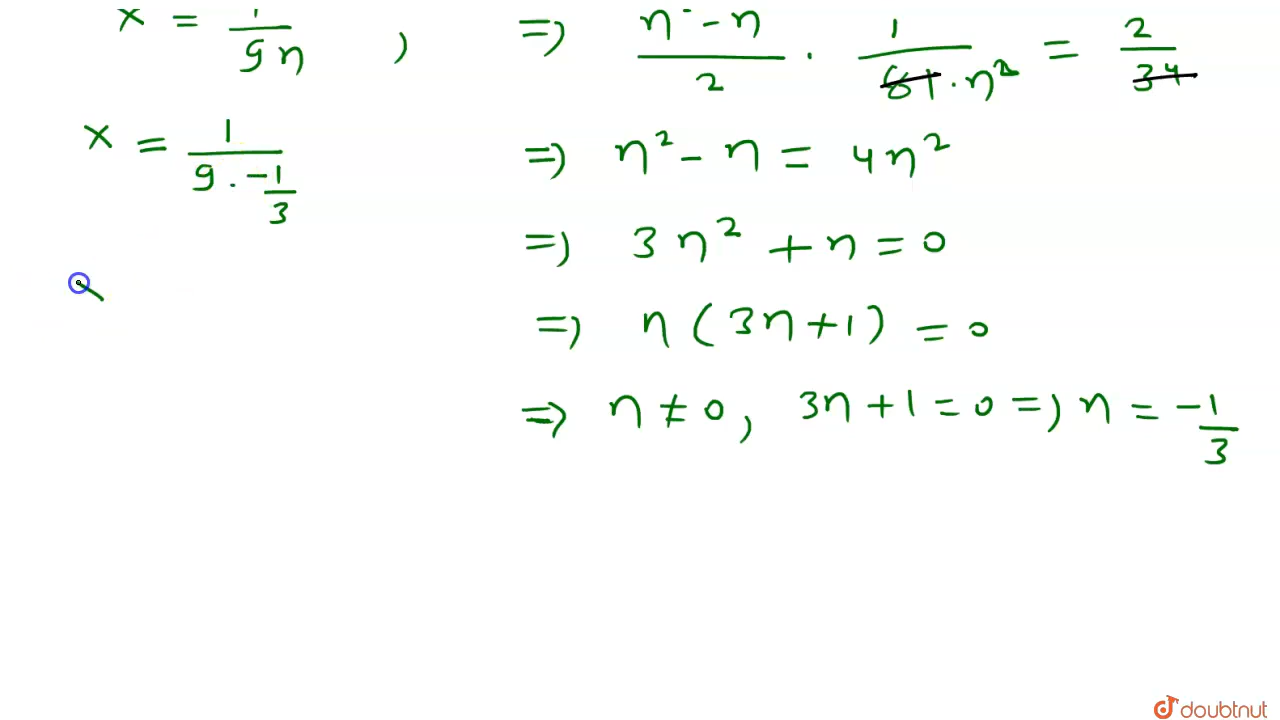 x = 1/9n , => n² - n/2 · 1/81 · n² = 2/34
x = 1/9 · -1/3 => n² - n = 4n²
=> 3n² + n = 0
=> n (3n + 1) = 0
=> n ≠ 0, 3n + 1 = 0 => n = -1/3
doubtnut